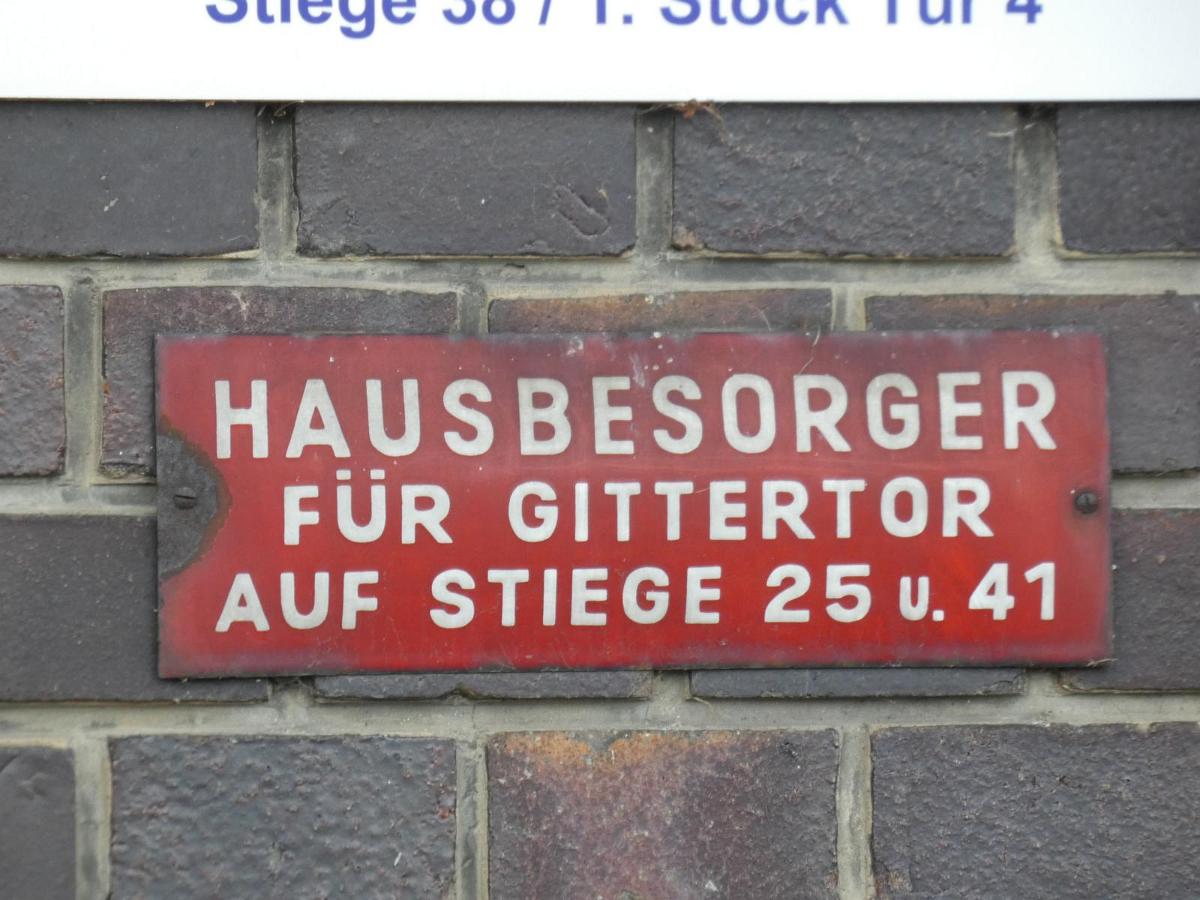 Stiege 38 / 1. Stock Tür 4
HAUSBESORGER
FÜR GITTERTOR
AUF STIEGE 25 U. 41